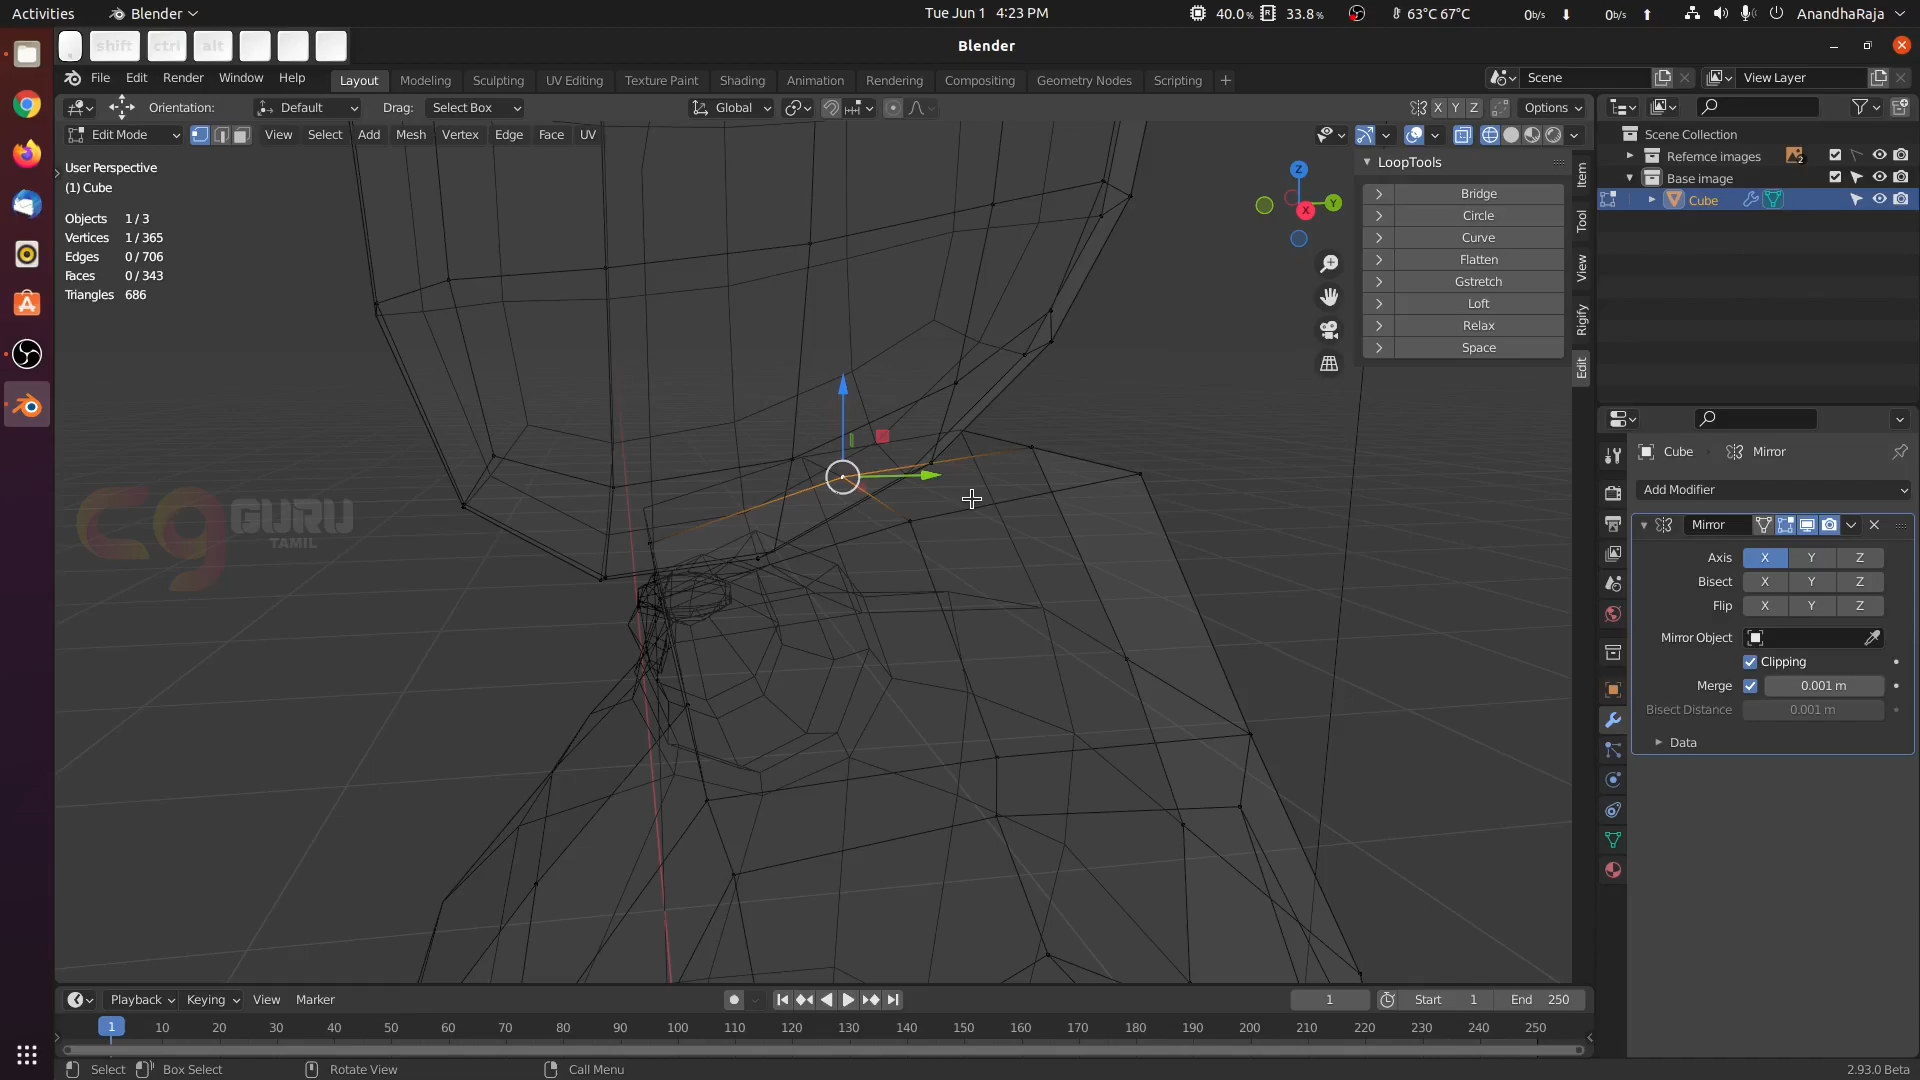 Activities
Blender
Tue Jun 1 4:23 PM
40.0%
33.8%
63°C 67°C
0b/s
0b/s
AnandhaRaja
shift
ctrl
alt
Blender
File Edit Render Window Help
Layout Modeling Sculpting UV Editing Texture Paint Shading Animation Rendering Compositing Geometry Nodes Scripting +
Scene
View Layer
Orientation: Default Drag: Select Box
Global
X Y Z Options
Edit Mode View Select Add Mesh Vertex Edge Face UV
User Perspective
(1) Cube
Objects 1 / 3
Vertices 1 / 365
Edges 0 / 706
Faces 0 / 343
Triangles 686
Z
Y
X
LoopTools
Bridge
Circle
Curve
Flatten
Gstretch
Loft
Relax
Space
Item
Tool
View
Rigify
Edit
Scene Collection
Refernce images 2
Base image
Cube
Cube Mirror
Add Modifier
Mirror
Axis X Y Z
Bisect X Y Z
Flip X Y Z
Mirror Object
Clipping
Merge 0.001 m
Bisect Distance 0.001 m
Data
cg GURU
TAMIL
Playback Keying View Marker
1 Start 1 End 250
1 10 20 30 40 50 60 70 80 90 100 110 120 130 140 150 160 170 180 190 200 210 220 230 240 250
Select Box Select Rotate View Call Menu
2.93.0 Beta